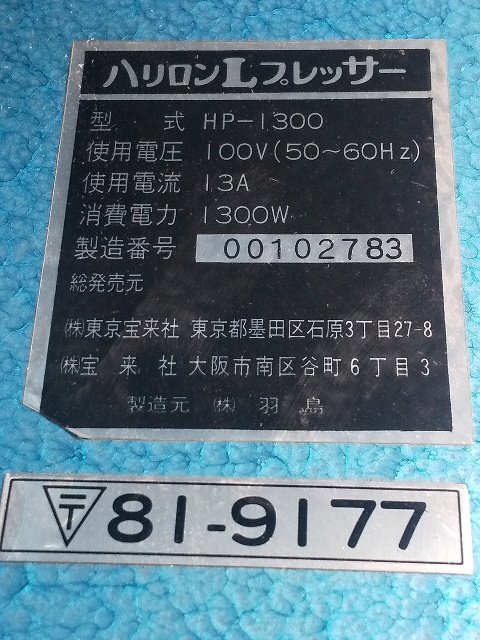 ハリロンLプレッサー
型 式 HP-1300
使用電圧 100V(50~60Hz)
使用電流 13A
消費電力 1300W
製造番号 00102783
総発売元
㈱東京宝来社 東京都墨田区石原3丁目27-8
㈱宝来社 大阪市南区谷町6丁目3
製造元 ㈱ 羽島
〒81-9177